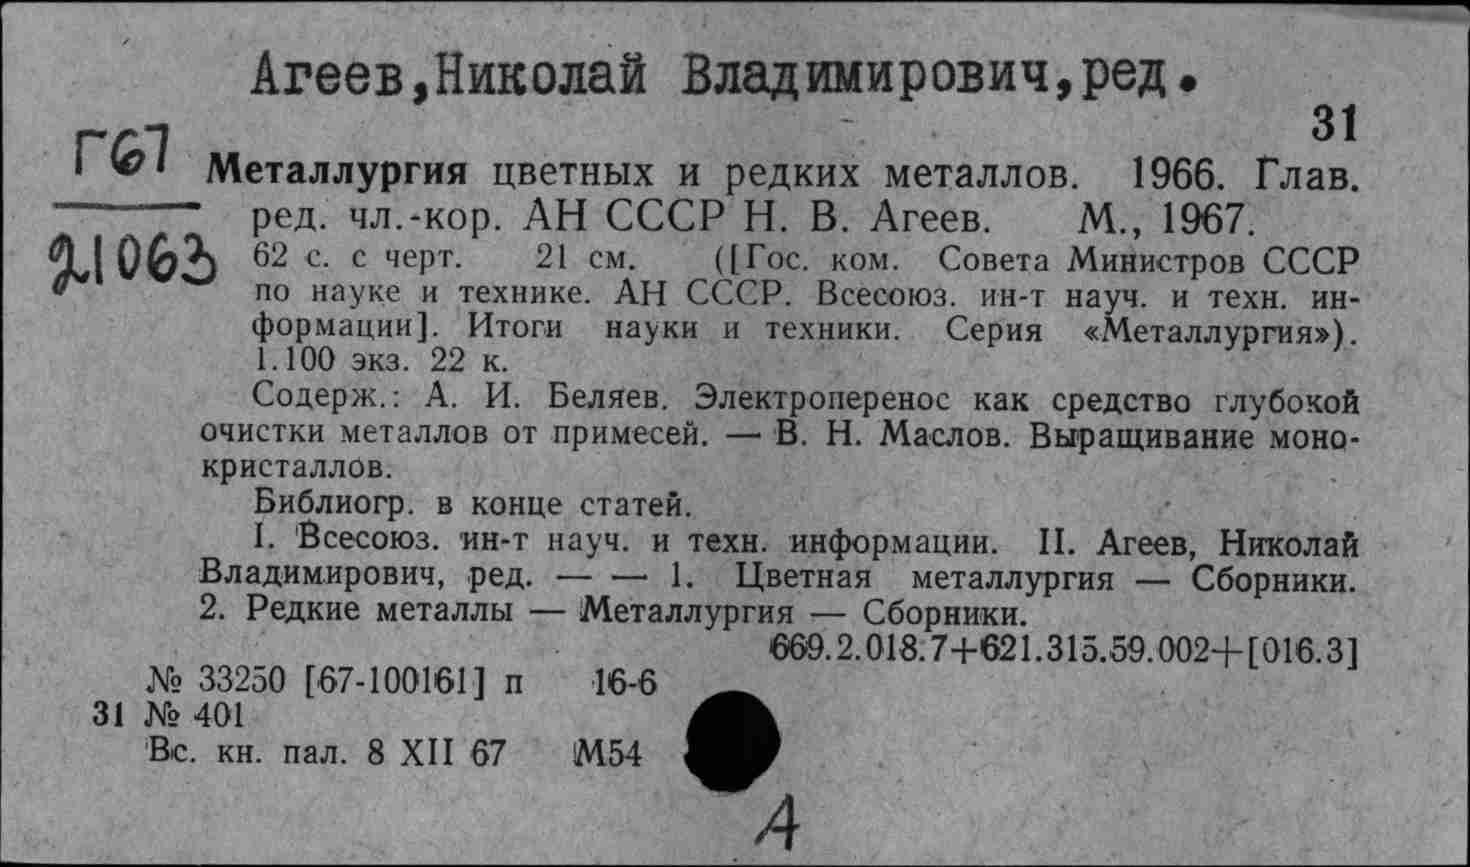 Агеев,Николай Владимирович,ред.
31
Г67
Металлургия цветных и редких металлов. 1966. Глав.
ред. чл.-кор. АН СССР Н. В. Агеев. М., 1967.
62 с. с черт. 21 см. ([Гос. ком. Совета Министров СССР
по науке и технике. АН СССР. Всесоюз. ин-т науч. и техн. ин-
формации]. Итоги науки и техники. Серия «Металлургия»).
1.100 экз. 22 к.
Содерж.: А. И. Беляев. Электроперенос как средство глубокой
очистки металлов от примесей. — В. Н. Маслов. Выращивание моно-
кристаллов.
Библиогр. в конце статей.
I. Всесоюз. ин-т науч. и техн. информации. II. Агеев, Николай
Владимирович, ред. — — 1. Цветная металлургия — Сборники.
2. Редкие металлы — Металлургия — Сборники.
669.2.018.7+621.315.59.002+[016.3]
№ 33250 [67-100161] п 16-6
31 № 401
Вс. кн. пал. 8 XII 67 М54
А